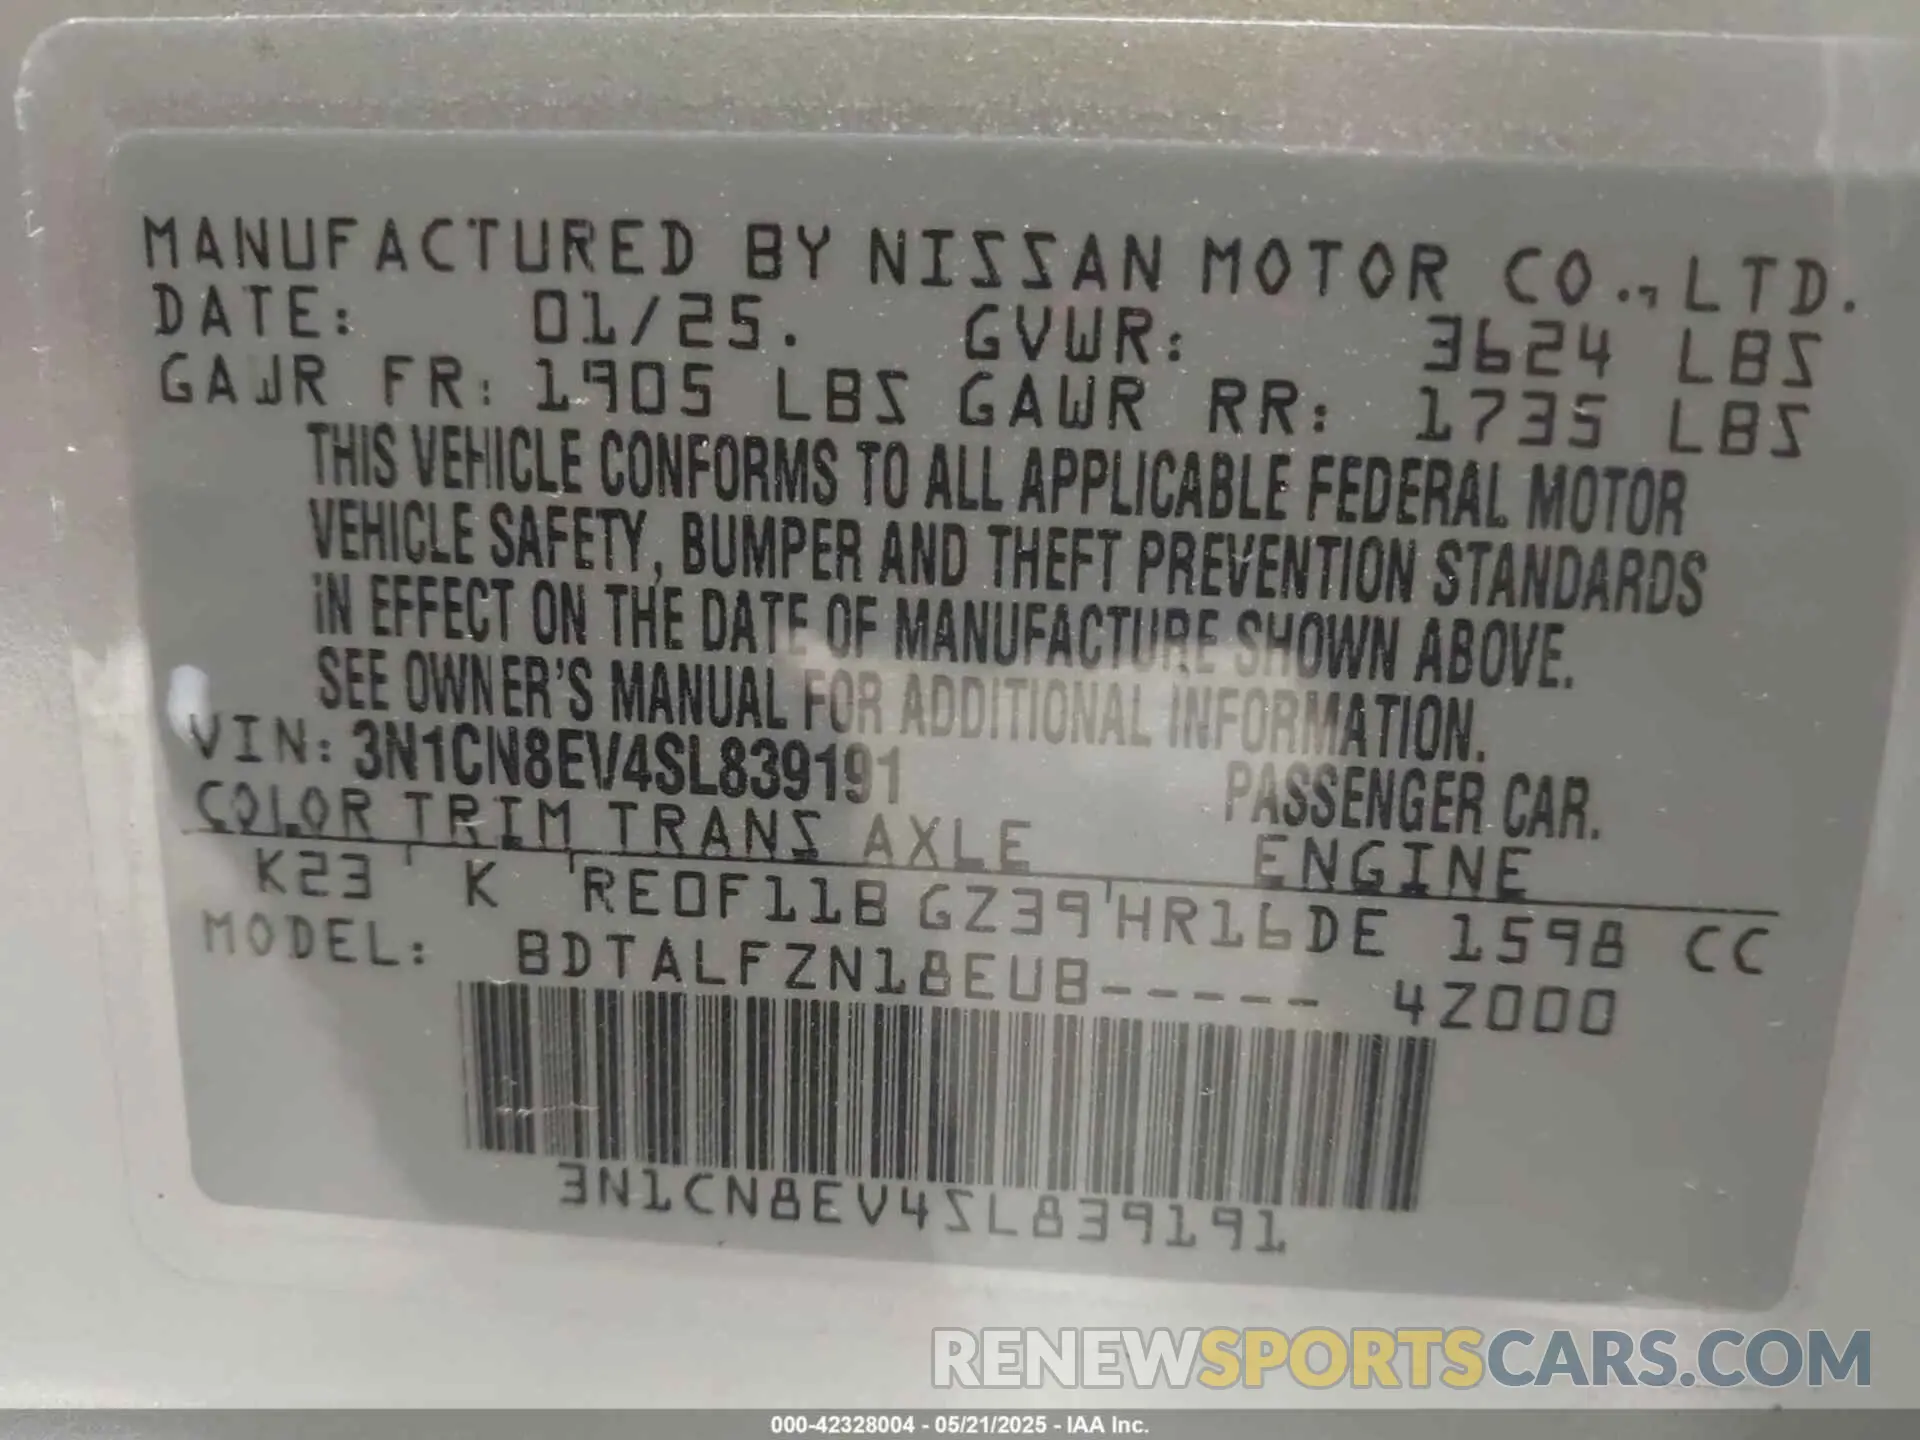 MANUFACTURED BY NISSAN MOTOR CO.,LTD.
DATE: 01/25. GVWR: 3624 LBS
GAWR FR: 1905 LBS GAWR RR: 1735 LBS
THIS VEHICLE CONFORMS TO ALL APPLICABLE FEDERAL MOTOR
VEHICLE SAFETY, BUMPER AND THEFT PREVENTION STANDARDS
IN EFFECT ON THE DATE OF MANUFACTURE SHOWN ABOVE.
SEE OWNER'S MANUAL FOR ADDITIONAL INFORMATION.
VIN: 3N1CN8EV4SL839191 PASSENGER CAR.
COLOR TRIM TRANS AXLE ENGINE
K23 K RE0F11B GZ39 HR16DE 1598 CC
MODEL: BDTALFZN18EUB----- 4Z000
3N1CN8EV4SL839191
RENEWSPORTSCARS.COM
000-42328004 - 05/21/2025 - IAA Inc.